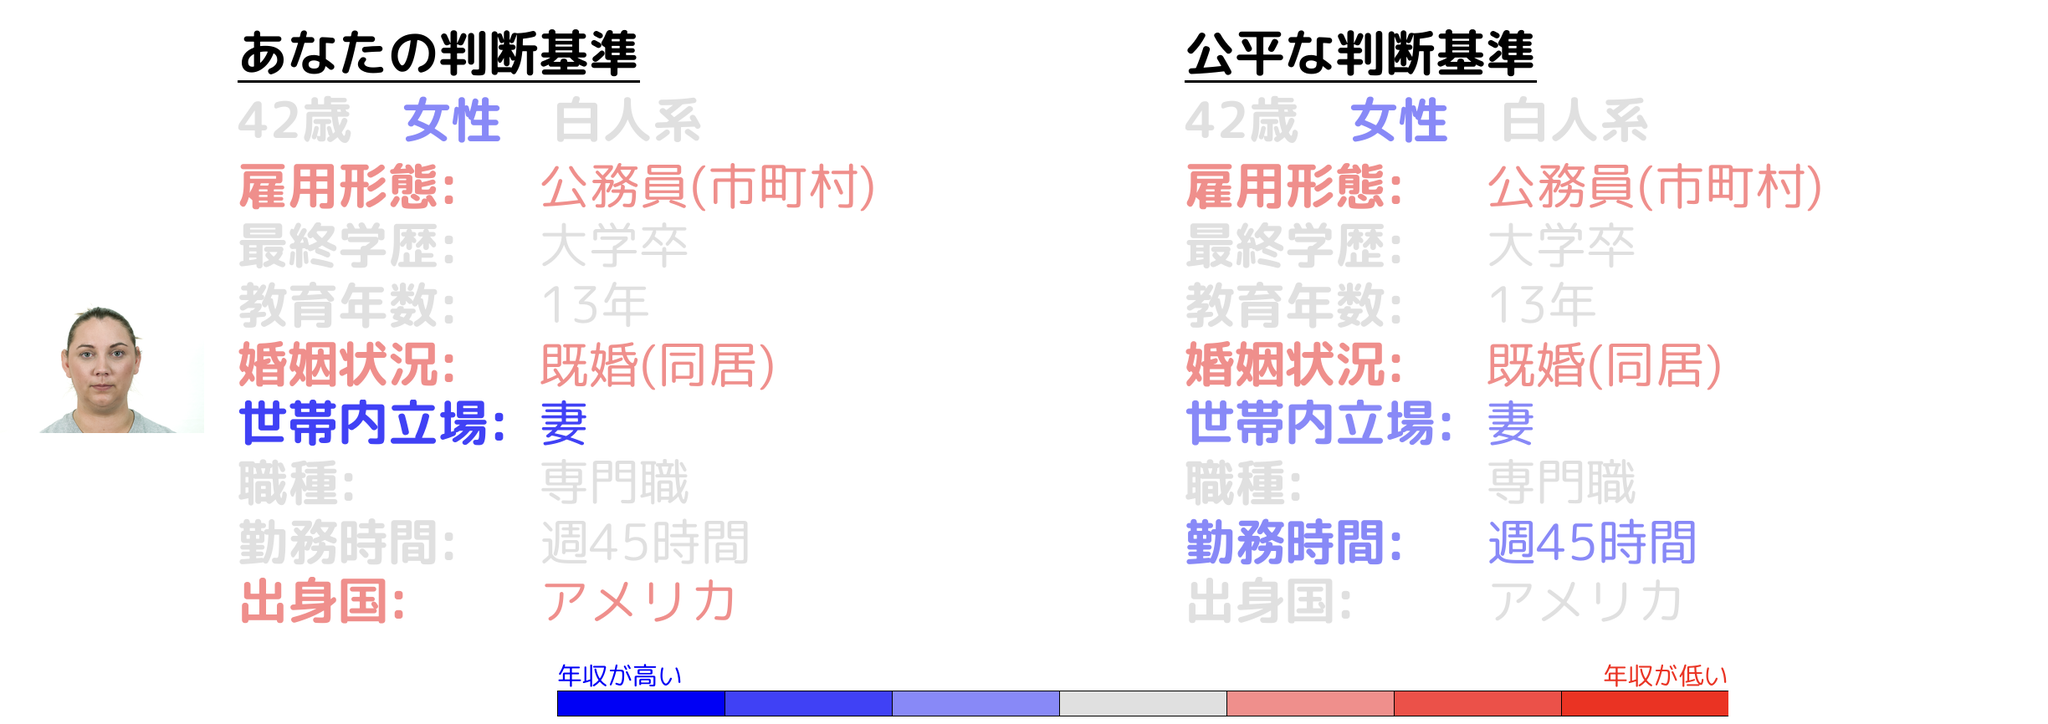 あなたの判断基準
42歳 女性 白人系
雇用形態: 公務員(市町村)
最終学歴: 大学卒
教育年数: 13年
婚姻状況: 既婚(同居)
世帯内立場: 妻
職種: 専門職
勤務時間: 週45時間
出身国: アメリカ
公平な判断基準
42歳 女性 白人系
雇用形態: 公務員(市町村)
最終学歴: 大学卒
教育年数: 13年
婚姻状況: 既婚(同居)
世帯内立場: 妻
職種: 専門職
勤務時間: 週45時間
出身国: アメリカ
年収が高い
年収が低い